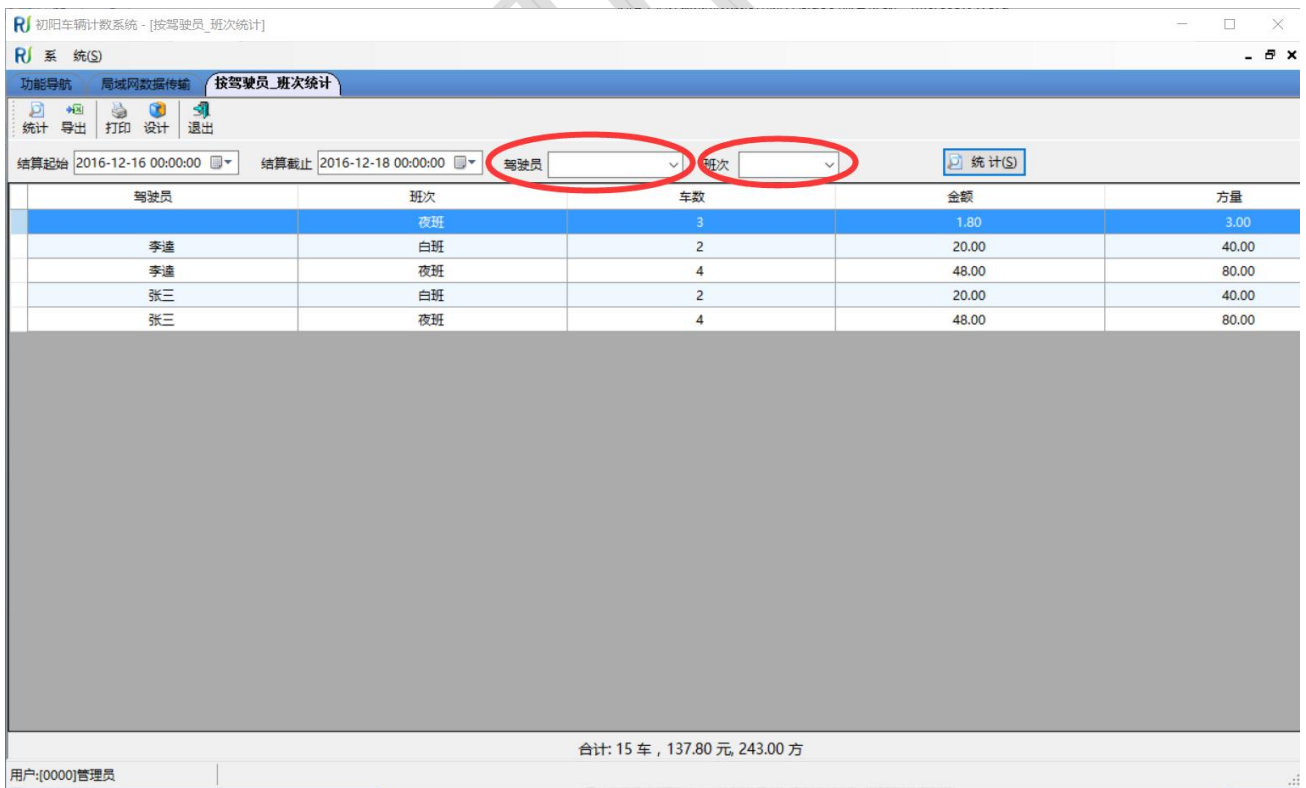 初阳车辆计数系统 - [按驾驶员_班次统计]
系 统(S)
功能导航 局域网数据传输 按驾驶员_班次统计
统计 导出 打印 设计 退出
结算起始 2016-12-16 00:00:00 结算截止 2016-12-18 00:00:00 驾驶员 班次 统 计(S)
驾驶员 班次 车数 金额 方量
夜班 3 1.80 3.00
李逵 白班 2 20.00 40.00
李逵 夜班 4 48.00 80.00
张三 白班 2 20.00 40.00
张三 夜班 4 48.00 80.00
合计: 15 车 , 137.80 元, 243.00 方
用户:[0000]管理员